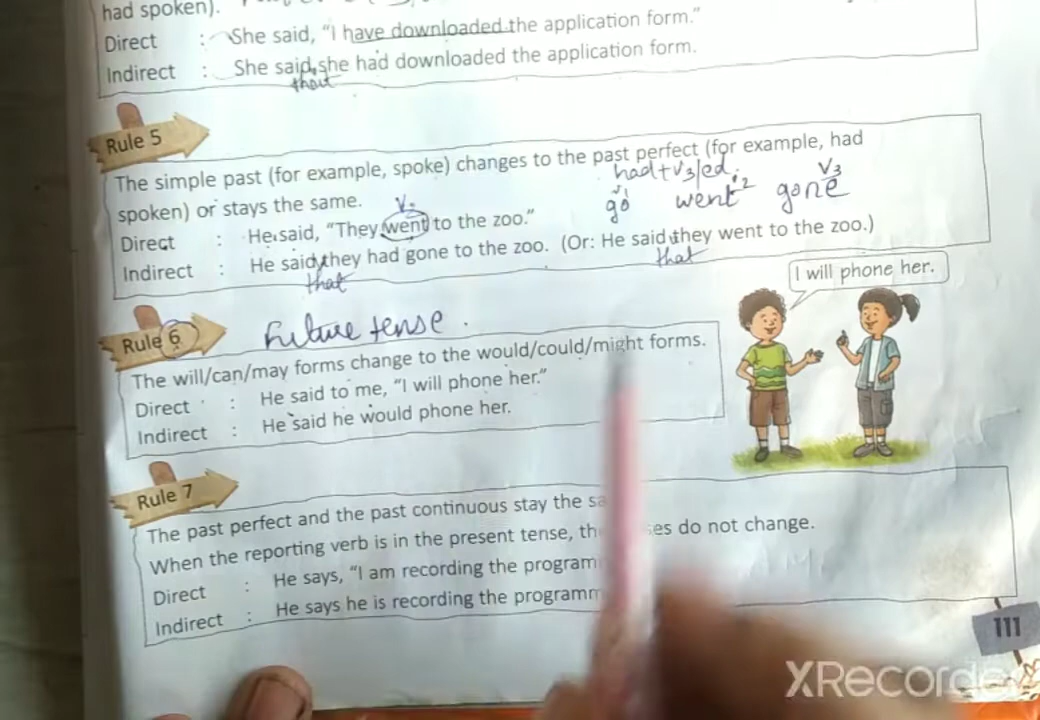 had spoken).
Direct : She said, "I have downloaded the application form."
Indirect : She said, she had downloaded the application form.
that
Rule 5
The simple past (for example, spoke) changes to the past perfect (for example, had
had+V3/ed.
spoken) or stays the same.
go went gone
V3
Direct : He said, "They went to the zoo."
Indirect : He said they had gone to the zoo. (Or: He said they went to the zoo.)
that that
I will phone her.
Rule 6 Future tense.
The will/can/may forms change to the would/could/might forms.
Direct : He said to me, "I will phone her."
Indirect : He said he would phone her.
Rule 7
The past perfect and the past continuous stay the
When the reporting verb is in the present tense, do not change.
Direct : He says, "I am recording the
Indirect : He says he is recording the
111
XRecorder